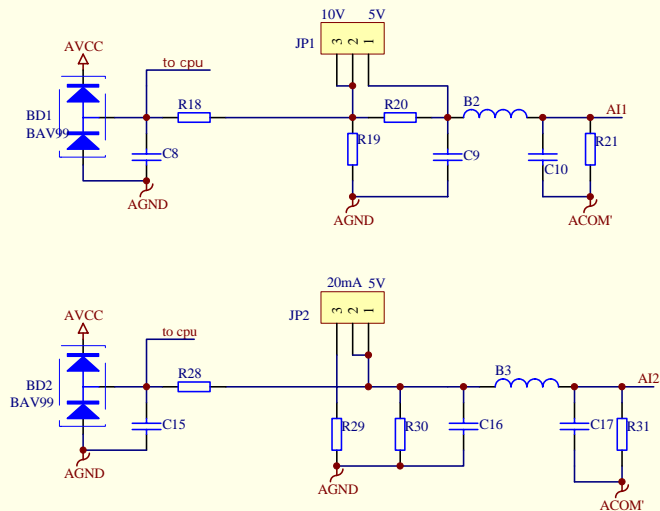 10V 5V
AVCC
3 2 1
JP1
to cpu
B2
BD1
R18
R20
AI1
BAV99
R19
R21
C8
C9
C10
AGND
AGND
ACOM'
20mA 5V
AVCC
3 2 1
JP2
to cpu
B3
BD2
R28
AI2
BAV99
C15
R29
R30
C16
C17
R31
AGND
AGND
ACOM'